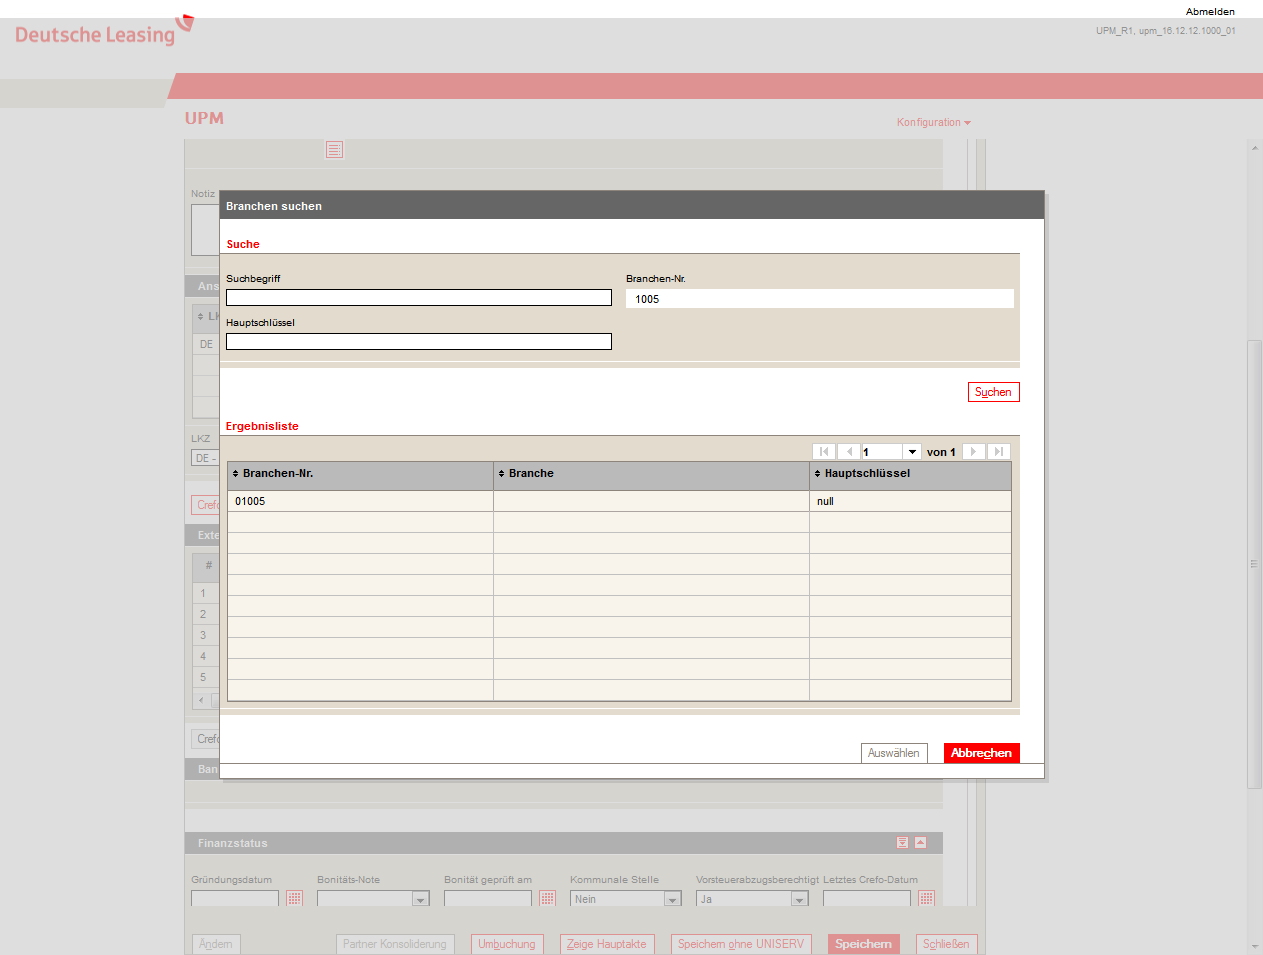 Abmelden
Deutsche Leasing
UPM_R1, upm_16.12.12.1000_01
UPM
Konfiguration
Notiz
Branchen suchen
Suche
Suchbegriff
Branchen-Nr.
1005
Hauptschlüssel
Suchen
Ergebnisliste
1 von 1
Branchen-Nr. Branche Hauptschlüssel
01005 null
Auswählen Abbrechen
Ans
LK
DE
LKZ
DE -
Crefo
Exte
#
1
2
3
4
5
Crefo
Ban
Finanzstatus
Gründungsdatum Bonitäts-Note Bonität geprüft am Kommunale Stelle Vorsteuerabzugsberechtigt Letztes Crefo-Datum
Nein Ja
Ändern Partner Konsoliderung Umbuchung Zeige Hauptakte Speichern ohne UNISERV Speichern Schließen